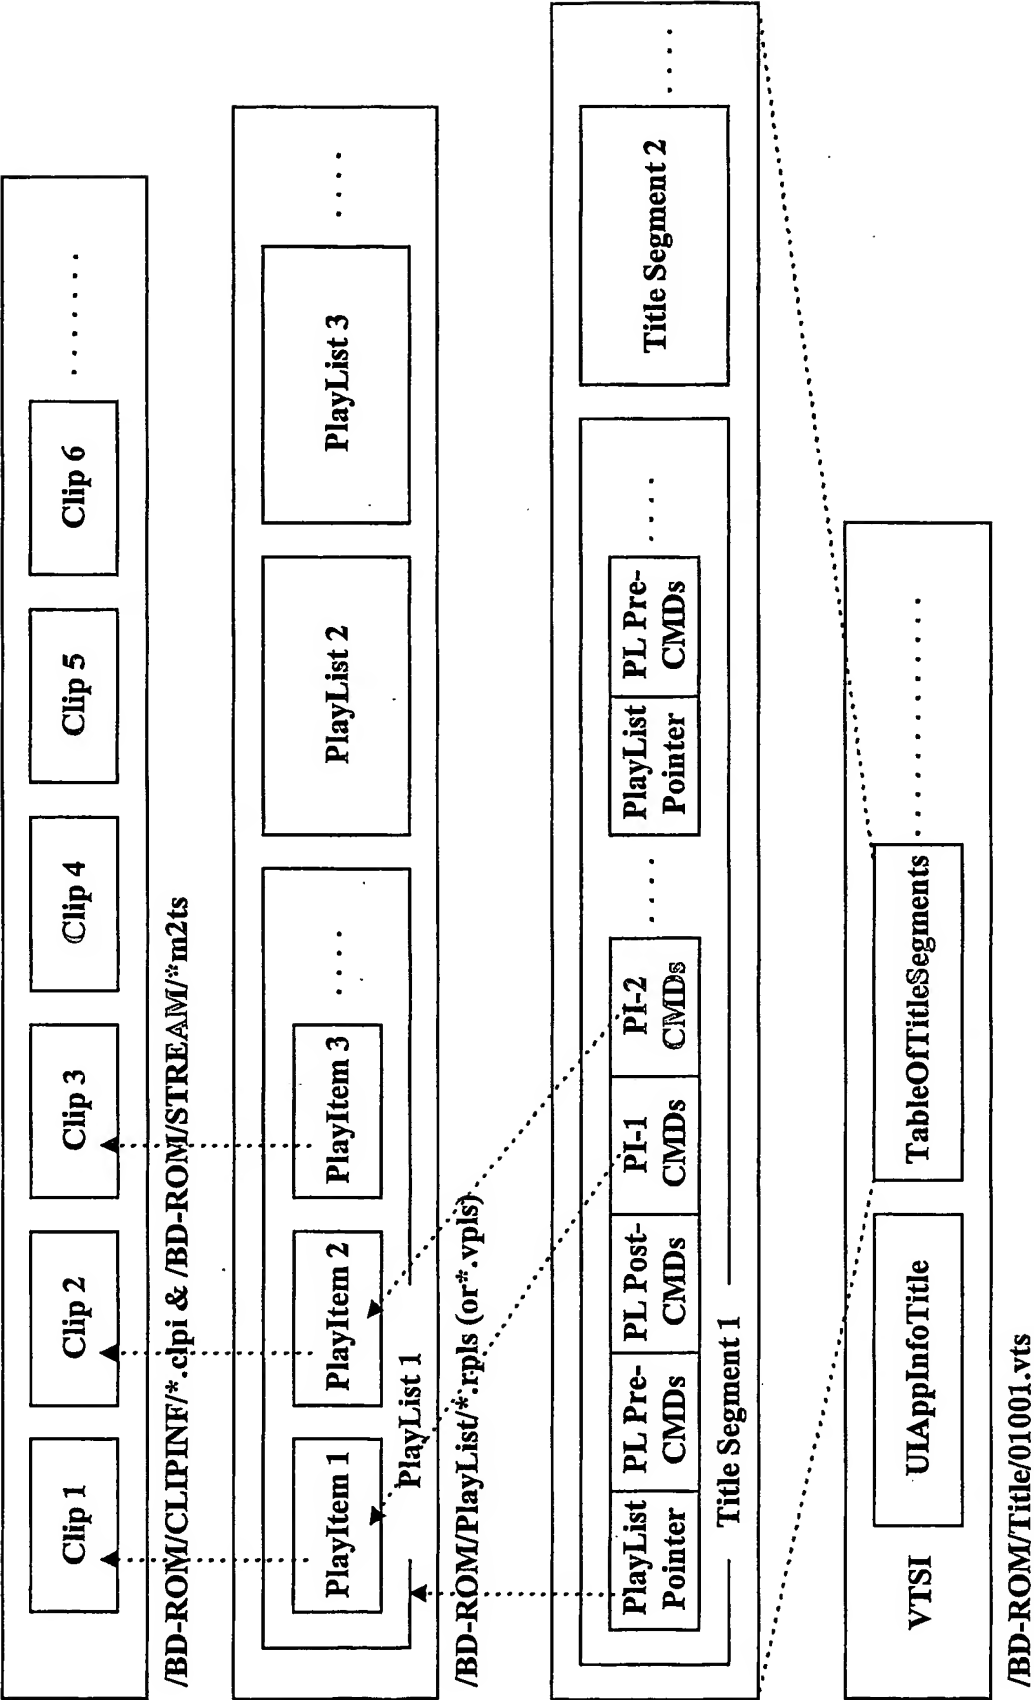 Clip 1
Clip 2
Clip 3
Clip 4
Clip 5
Clip 6
. . . . . . .
/BD-ROM/CLIPINF/*.clpi & /BD-ROM/STREAM/*m2ts
PlayItem 1
PlayItem 2
PlayItem 3
. . . .
PlayList 1
PlayList 2
PlayList 3
. . . .
/BD-ROM/PlayList/*.rpls (or*.vpls)
PlayList
Pointer
PL Pre-
CMDs
PL Post-
CMDs
PI-1
CMDs
PI-2
CMDs
. . . .
PlayList
Pointer
PL Pre-
CMDs
. . . .
Title Segment 1
Title Segment 2
. . . .
VTSI
UIAppInfoTitle
TableOfTitleSegments
. . . . . . . . . . . . .
/BD-ROM/Title/01001.vts